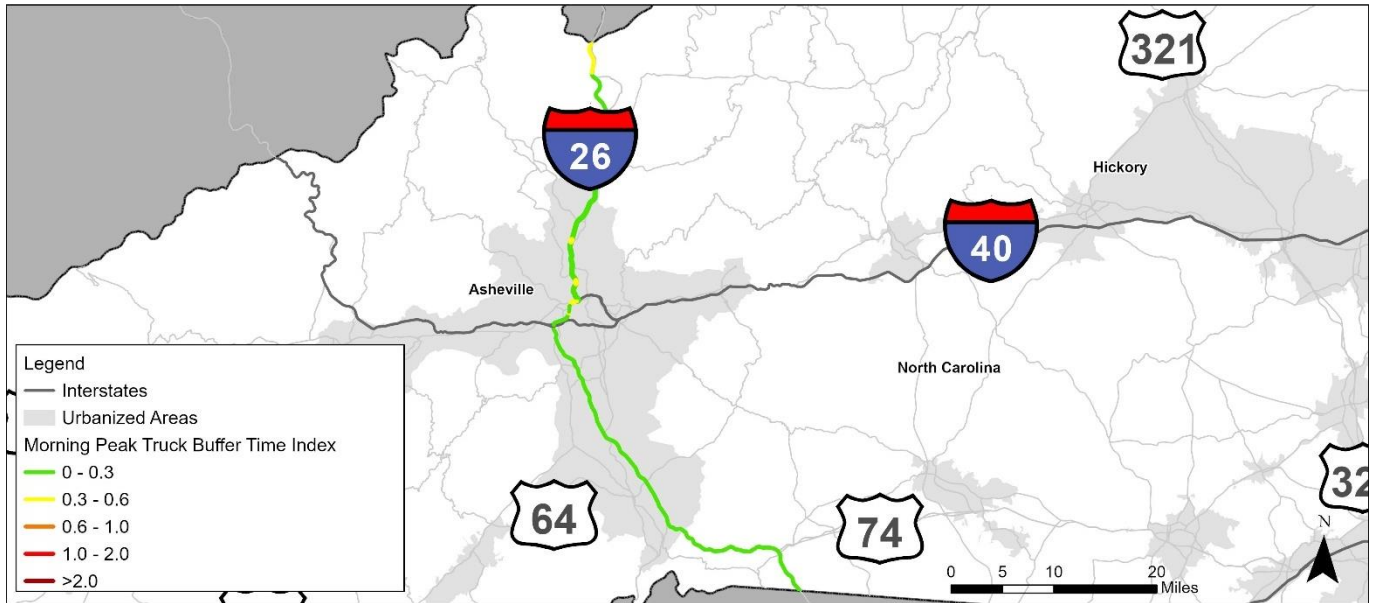 321
26
Hickory
40
Asheville
North Carolina
Legend
Interstates
Urbanized Areas
Morning Peak Truck Buffer Time Index
0 - 0.3
0.3 - 0.6
0.6 - 1.0
1.0 - 2.0
>2.0
64
74
32
N
0 5 10 20
Miles